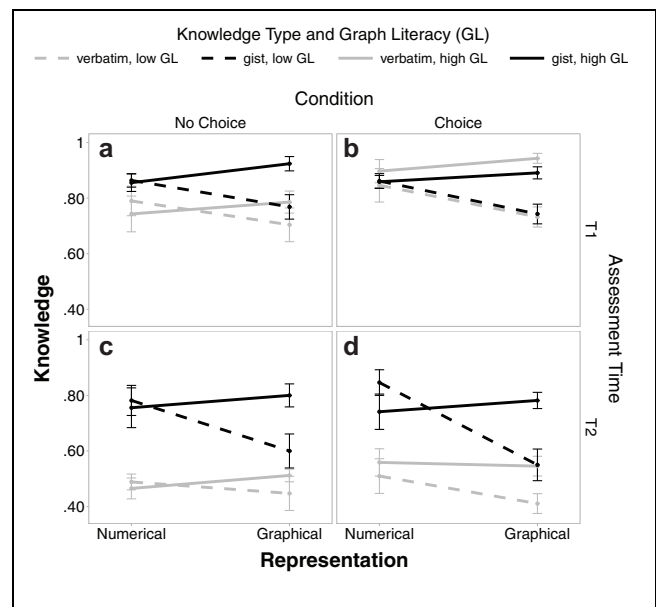 Knowledge Type and Graph Literacy (GL)
verbatim, low GL gist, low GL verbatim, high GL gist, high GL
Condition
No Choice Choice
a b
1
.80
.60
.40
T1
c d
1
.80
.60
.40
T2
Knowledge
Assessment Time
Numerical Graphical Numerical Graphical
Representation